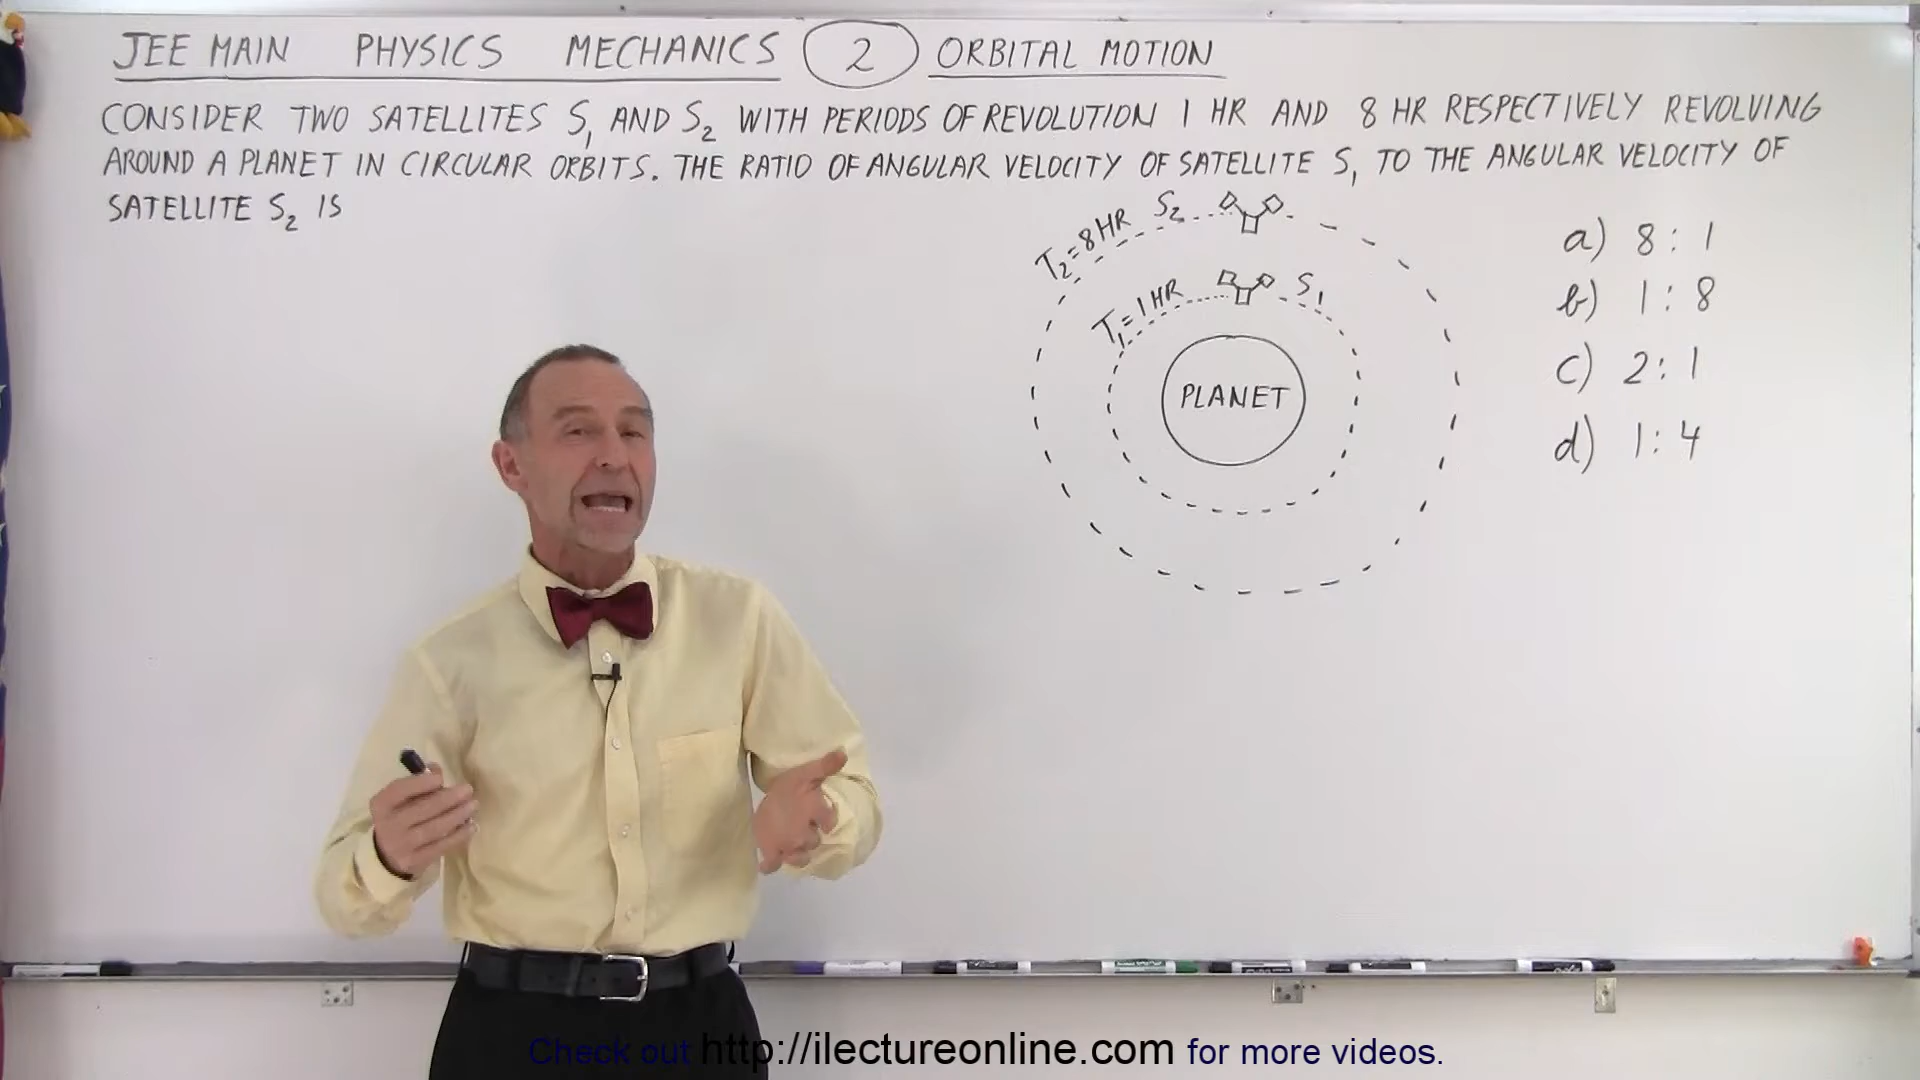 JEE MAIN PHYSICS MECHANICS 2 ORBITAL MOTION
CONSIDER TWO SATELLITES S1 AND S2 WITH PERIODS OF REVOLUTION 1 HR AND 8 HR RESPECTIVELY REVOLVING
AROUND A PLANET IN CIRCULAR ORBITS. THE RATIO OF ANGULAR VELOCITY OF SATELLITE S1 TO THE ANGULAR VELOCITY OF
SATELLITE S2 IS
T2=8HR S2
T1=1HR S1
PLANET
a) 8:1
b) 1:8
c) 2:1
d) 1:4
Check out http://ilectureonline.com for more videos.